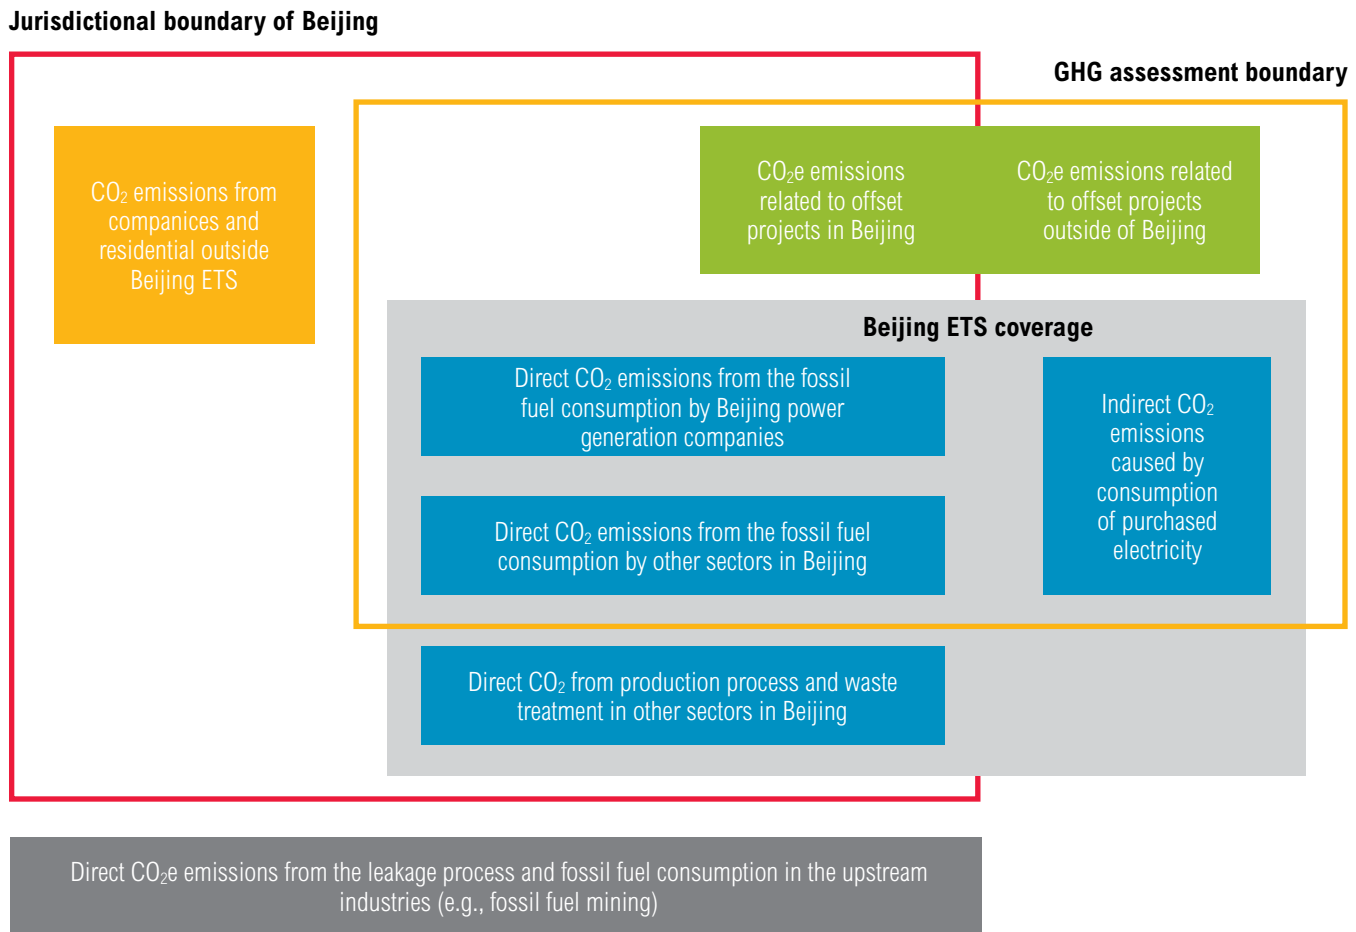 Jurisdictional boundary of Beijing
GHG assessment boundary
CO₂ emissions from
companices and
residential outside
Beijing ETS
CO₂e emissions
related to offset
projects in Beijing
CO₂e emissions related
to offset projects
outside of Beijing
Beijing ETS coverage
Direct CO₂ emissions from the fossil
fuel consumption by Beijing power
generation companies
Indirect CO₂
emissions
caused by
consumption
of purchased
electricity
Direct CO₂ emissions from the fossil fuel
consumption by other sectors in Beijing
Direct CO₂ from production process and waste
treatment in other sectors in Beijing
Direct CO₂e emissions from the leakage process and fossil fuel consumption in the upstream
industries (e.g., fossil fuel mining)